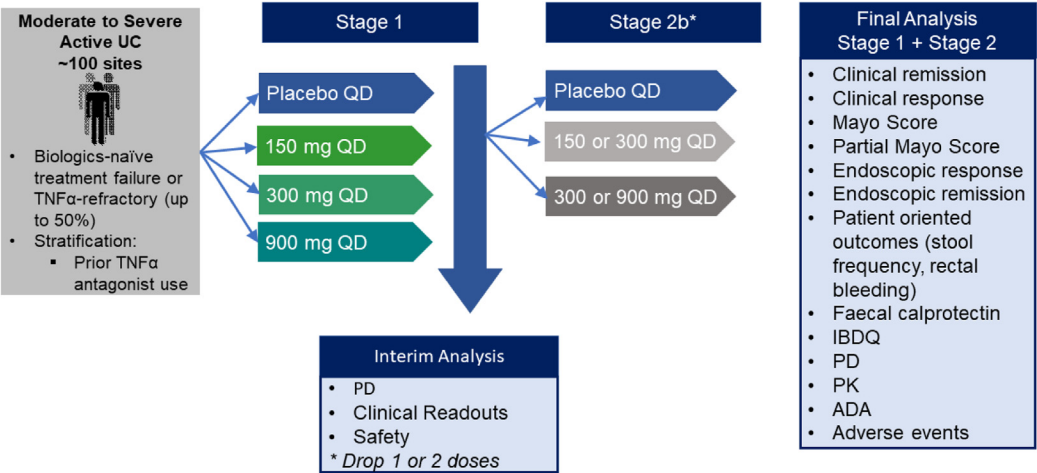 Moderate to Severe
Active UC
~100 sites
• Biologics-naïve
treatment failure or
TNFα-refractory (up
to 50%)
• Stratification:
▪ Prior TNFα
antagonist use
Stage 1
Placebo QD
150 mg QD
300 mg QD
900 mg QD
Stage 2b*
Placebo QD
150 or 300 mg QD
300 or 900 mg QD
Interim Analysis
• PD
• Clinical Readouts
• Safety
* Drop 1 or 2 doses
Final Analysis
Stage 1 + Stage 2
• Clinical remission
• Clinical response
• Mayo Score
• Partial Mayo Score
• Endoscopic response
• Endoscopic remission
• Patient oriented
outcomes (stool
frequency, rectal
bleeding)
• Faecal calprotectin
• IBDQ
• PD
• PK
• ADA
• Adverse events